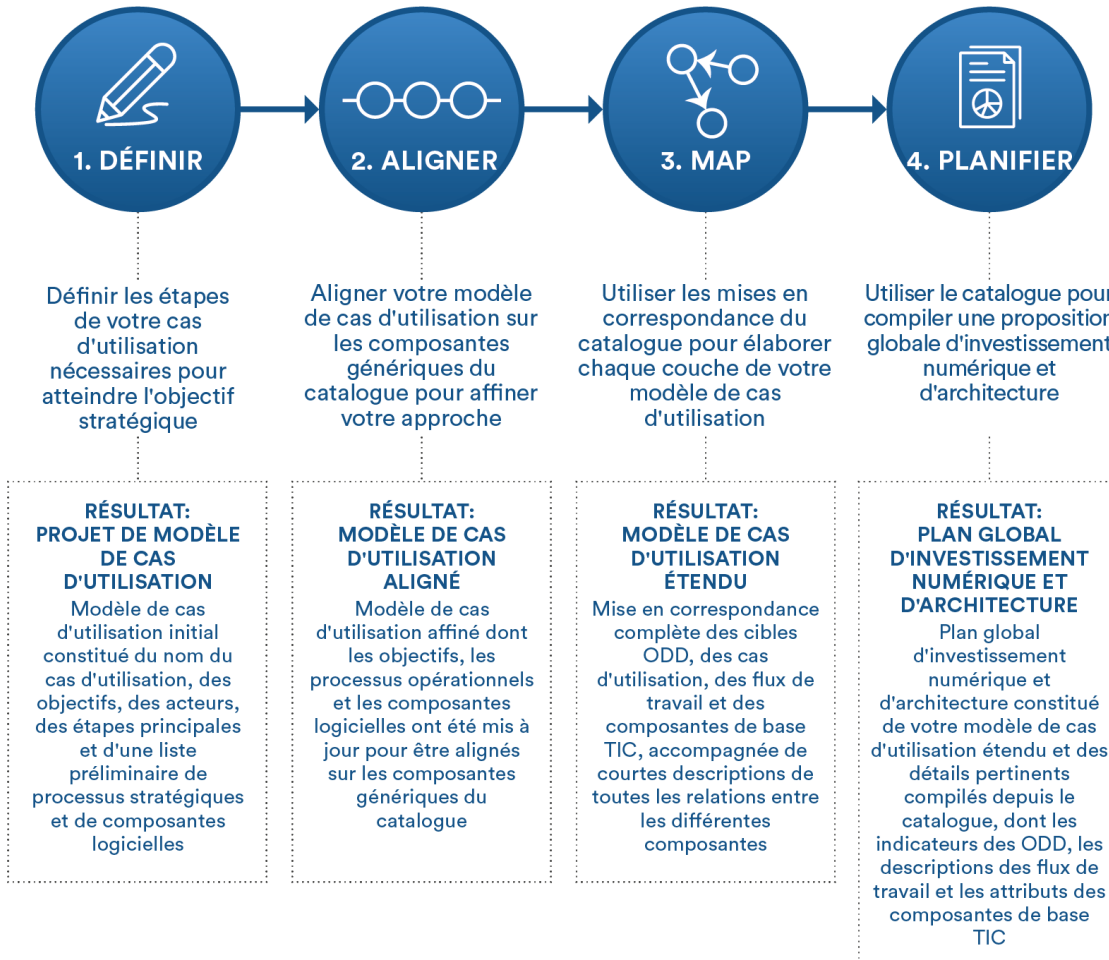 1. DÉFINIR
2. ALIGNER
3. MAP
4. PLANIFIER
Définir les étapes
de votre cas
d'utilisation
nécessaires pour
atteindre l'objectif
stratégique
Aligner votre modèle
de cas d'utilisation sur
les composantes
génériques du
catalogue pour affiner
votre approche
Utiliser les mises en
correspondance du
catalogue pour élaborer
chaque couche de votre
modèle de cas
d'utilisation
Utiliser le catalogue pour
compiler une proposition
globale d'investissement
numérique et
d'architecture
RÉSULTAT:
PROJET DE MODÈLE
DE CAS
D'UTILISATION
Modèle de cas
d'utilisation initial
constitué du nom du
cas d'utilisation, des
objectifs, des acteurs,
des étapes principales
et d'une liste
préliminaire de
processus stratégiques
et de composantes
logicielles
RÉSULTAT:
MODÈLE DE CAS
D'UTILISATION
ALIGNÉ
Modèle de cas
d'utilisation affiné dont
les objectifs, les
processus opérationnels
et les composantes
logicielles ont été mis à
jour pour être alignés
sur les composantes
génériques du
catalogue
RÉSULTAT:
MODÈLE DE CAS
D'UTILISATION
ÉTENDU
Mise en correspondance
complète des cibles
ODD, des cas
d'utilisation, des flux de
travail et des
composantes de base
TIC, accompagnée de
courtes descriptions de
toutes les relations entre
les différentes
composantes
RÉSULTAT:
PLAN GLOBAL
D'INVESTISSEMENT
NUMÉRIQUE ET
D'ARCHITECTURE
Plan global
d'investissement
numérique et
d'architecture constitué
de votre modèle de cas
d'utilisation étendu et des
détails pertinents
compilés depuis le
catalogue, dont les
indicateurs des ODD, les
descriptions des flux de
travail et les attributs des
composantes de base
TIC